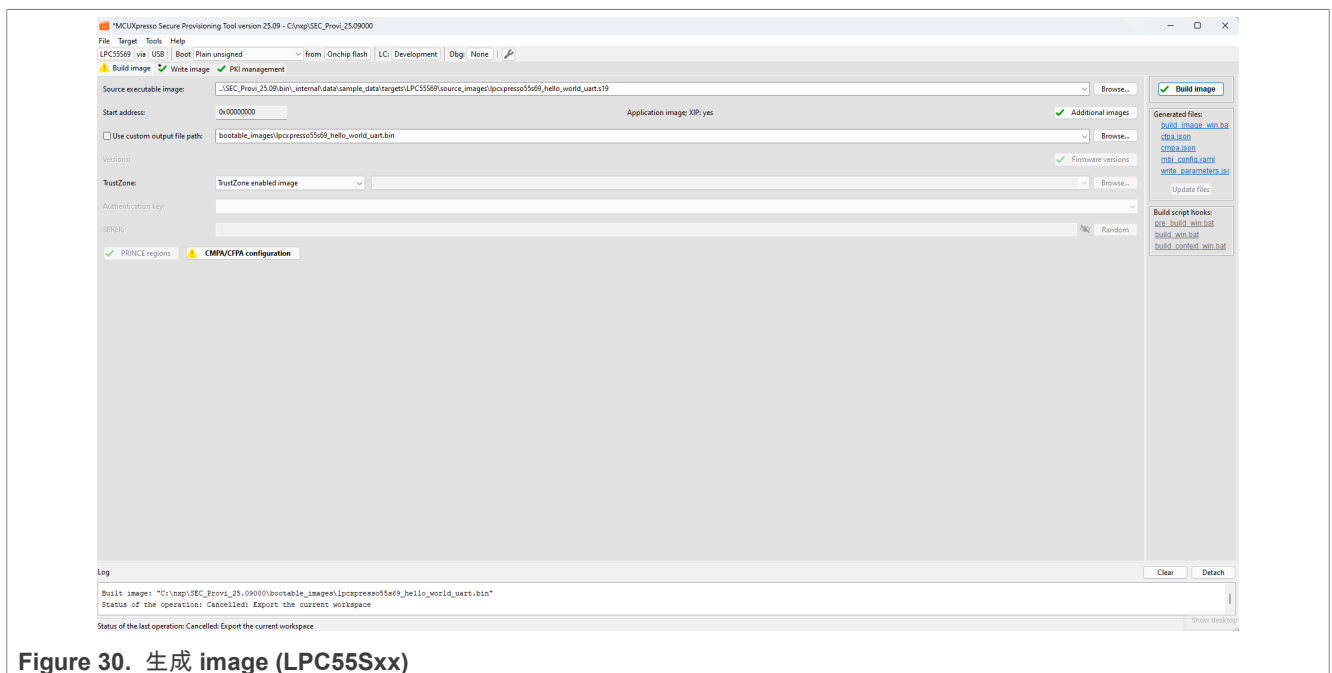 *MCUXpresso Secure Provisioning Tool version 25.09 - C:\nxp\SEC_Provi_25.09000
File Target Tools Help
LPC55S69 via USB Boot Plain unsigned from Onchip flash LC: Development Dbg: None
Build image Write image PKI management
Source executable image: ..\SEC_Provi_25.09\bin\_internal\data\sample_data\targets\LPC55S69\source_images\lpcxpresso55s69_hello_world_uart.s19 Browse... Build image
Start address: 0x00000000 Application image; XIP: yes Additional images Generated files:
build_image_win.ba
Use custom output file path: bootable_images\lpcxpresso55s69_hello_world_uart.bin Browse... cfpa.json
cmpa.json
Versions: Firmware versions mbi_config.yaml
write_parameters.jsc
TrustZone: TrustZone enabled image Browse... Update files
Authentication key: Build script hooks:
pre_build_win.bat
SBKEK: Random build_win.bat
build_context_win.bat
PRINCE regions CMPA/CFPA configuration
Log Clear Detach
Built image: "C:\nxp\SEC_Provi_25.09000\bootable_images\lpcxpresso55s69_hello_world_uart.bin"
Status of the operation: Cancelled: Export the current workspace
Status of the last operation: Cancelled: Export the current workspace Show desktop
Figure 30. 生成 image (LPC55Sxx)